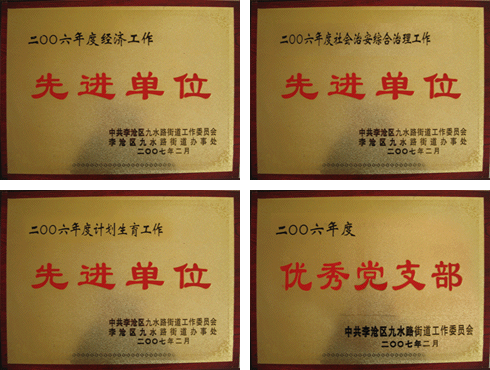 二〇〇六年度经济工作
先进单位
中共李沧区九水路街道工作委员会
李沧区九水路街道办事处
二〇〇七年二月
二〇〇六年度社会治安综合治理工作
先进单位
中共李沧区九水路街道工作委员会
李沧区九水路街道办事处
二〇〇七年二月
二〇〇六年度计划生育工作
先进单位
中共李沧区九水路街道工作委员会
李沧区九水路街道办事处
二〇〇七年二月
二〇〇六年度
优秀党支部
中共李沧区九水路街道工作委员会
二〇〇七年二月